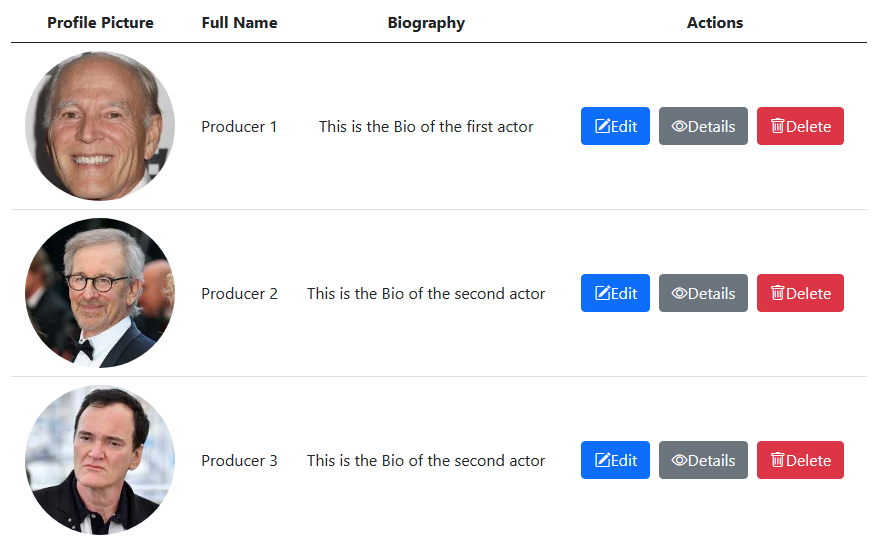 Profile Picture Full Name Biography Actions
Producer 1 This is the Bio of the first actor Edit Details Delete
Producer 2 This is the Bio of the second actor Edit Details Delete
Producer 3 This is the Bio of the second actor Edit Details Delete